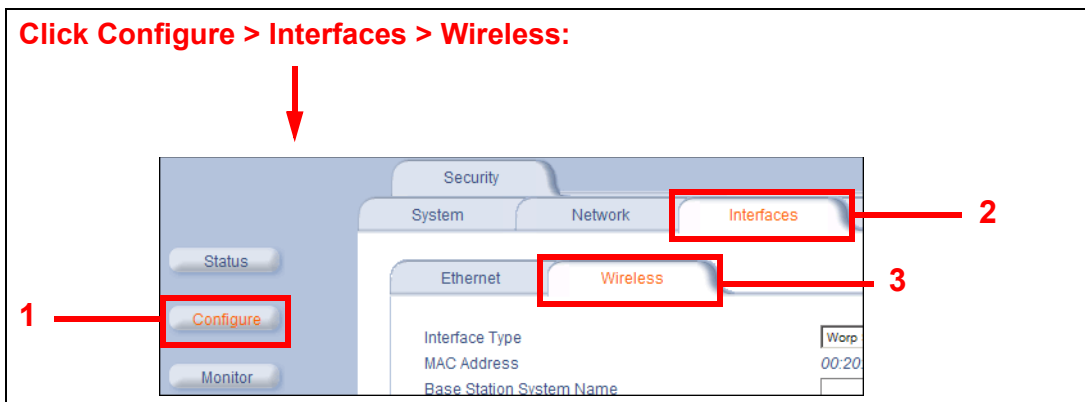 Click Configure > Interfaces > Wireless:
Security
System Network Interfaces 2
Status
Ethernet Wireless 3
1 Configure
Interface Type Worp
MAC Address 00:20:
Monitor
Base Station System Name